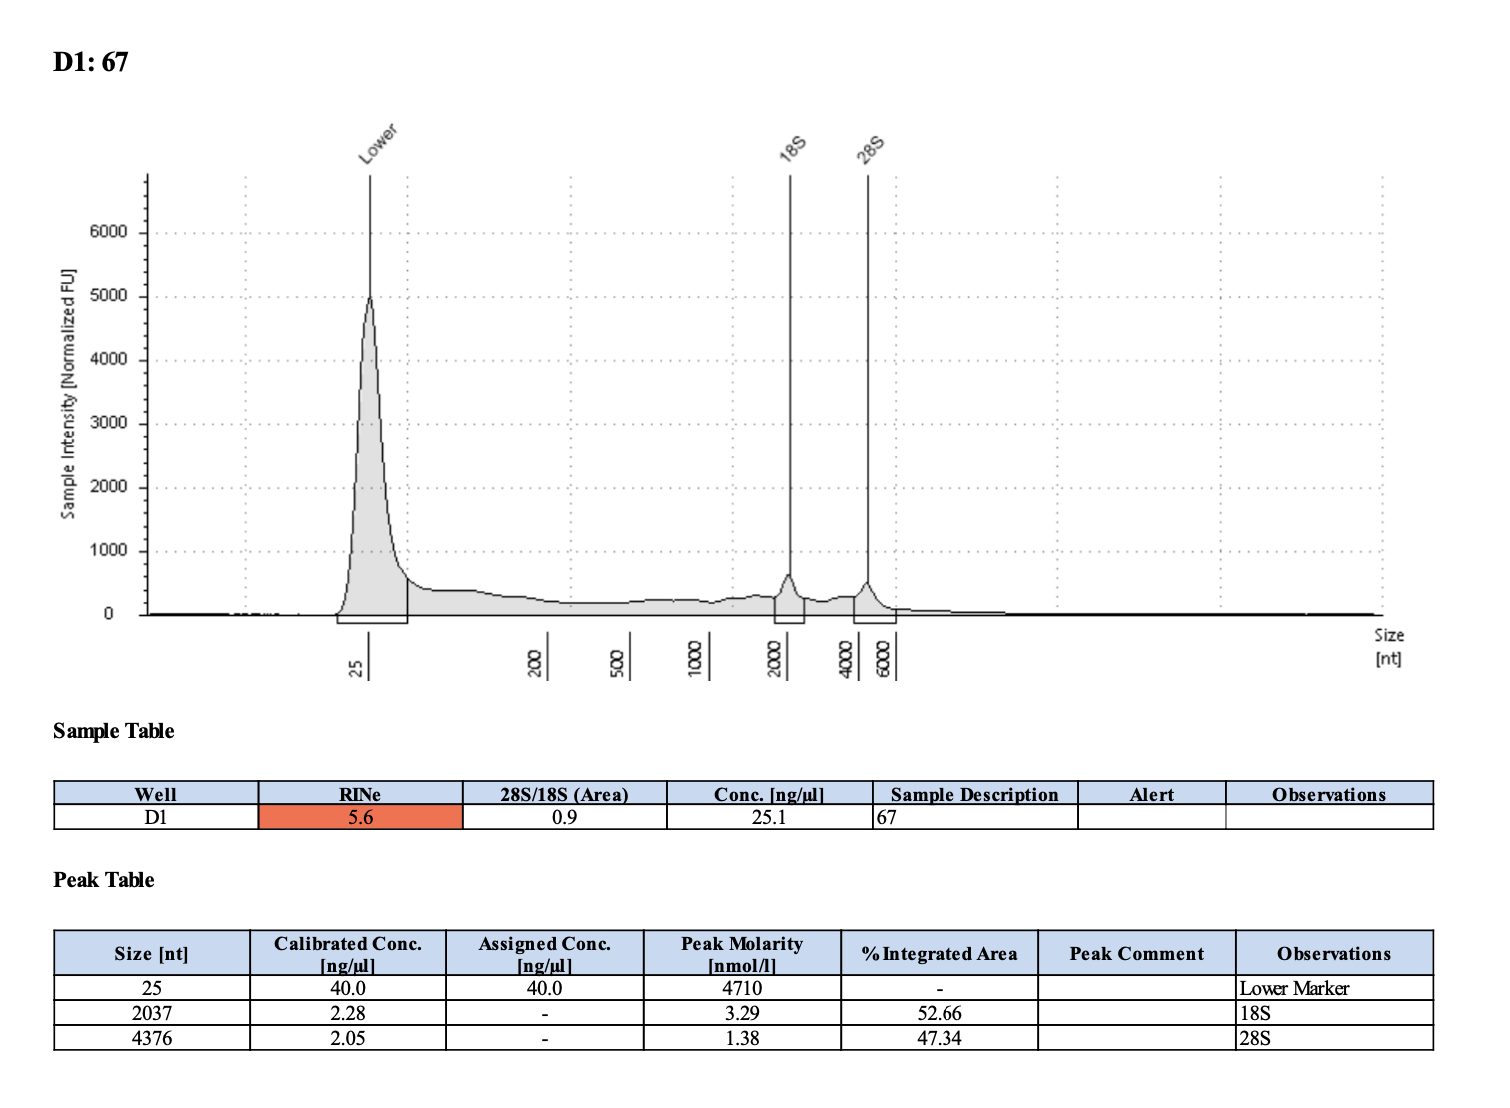 D1: 67
Lower
18S
28S
Sample Intensity [Normalized FU]
6000
5000
4000
3000
2000
1000
0
25
200
500
1000
2000
4000
6000
Size
[nt]
Sample Table
Well RINe 28S/18S (Area) Conc. [ng/µl] Sample Description Alert Observations
D1 5.6 0.9 25.1 67
Peak Table
Size [nt] Calibrated Conc. [ng/µl] Assigned Conc. [ng/µl] Peak Molarity [nmol/l] % Integrated Area Peak Comment Observations
25 40.0 40.0 4710 - Lower Marker
2037 2.28 - 3.29 52.66 18S
4376 2.05 - 1.38 47.34 28S